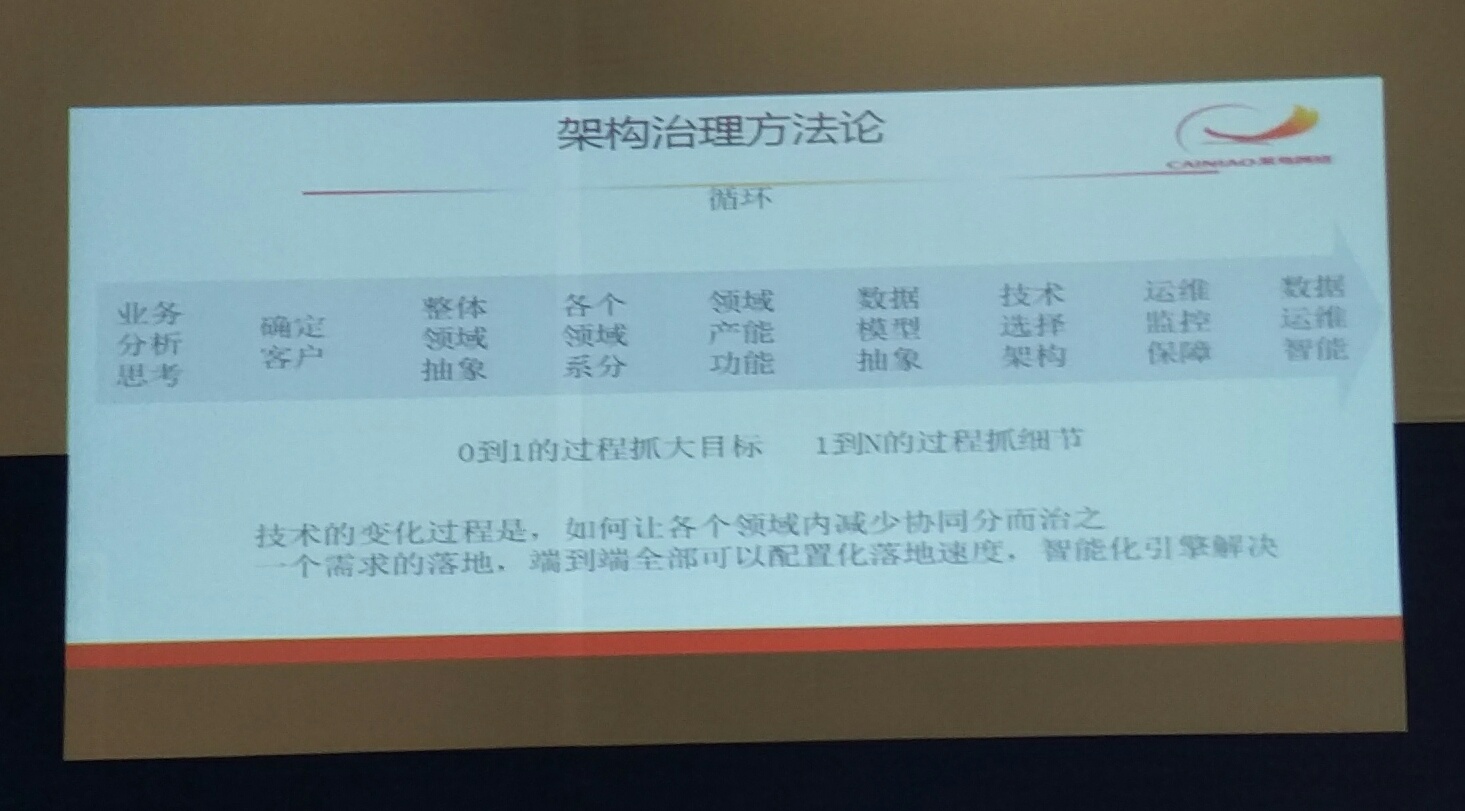 架构治理方法论
CAINIAO 菜鸟网络
循环
业务
分析
思考
确定
客户
整体
领域
抽象
各个
领域
系分
领域
产能
功能
数据
模型
抽象
技术
选择
架构
运维
监控
保障
数据
运维
智能
0到1的过程抓大目标 1到N的过程抓细节
技术的变化过程是，如何让各个领域内减少协同分而治之
一个需求的落地，端到端全部可以配置化落地速度，智能化引擎解决